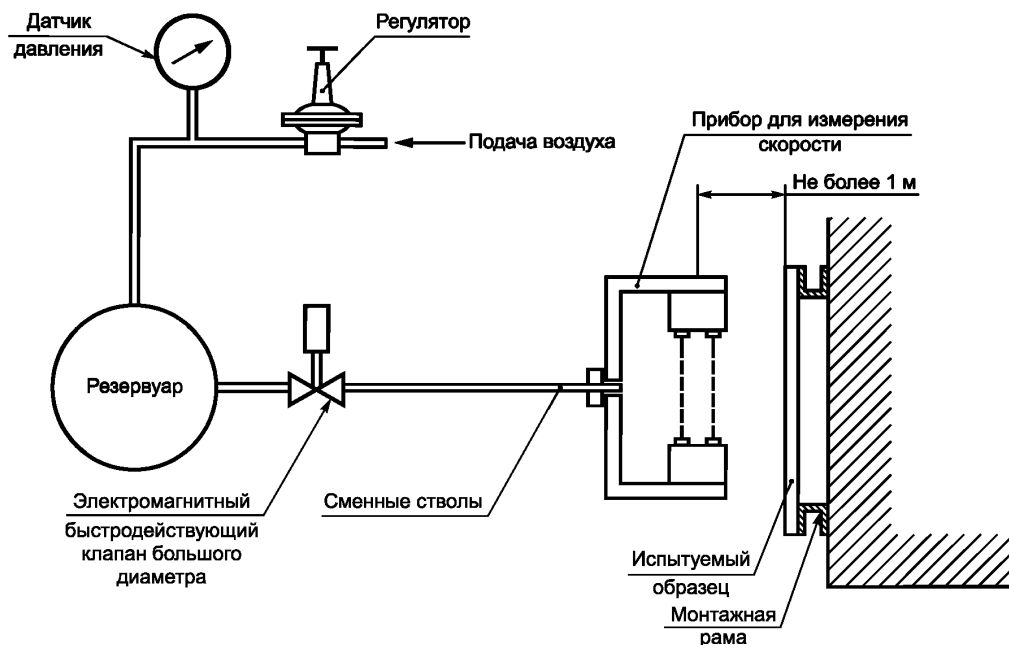 Датчик
давления
Регулятор
Подача воздуха
Прибор для измерения
скорости
Не более 1 м
Резервуар
Электромагнитный
быстродействующий
клапан большого
диаметра
Сменные стволы
Испытуемый
образец
Монтажная
рама